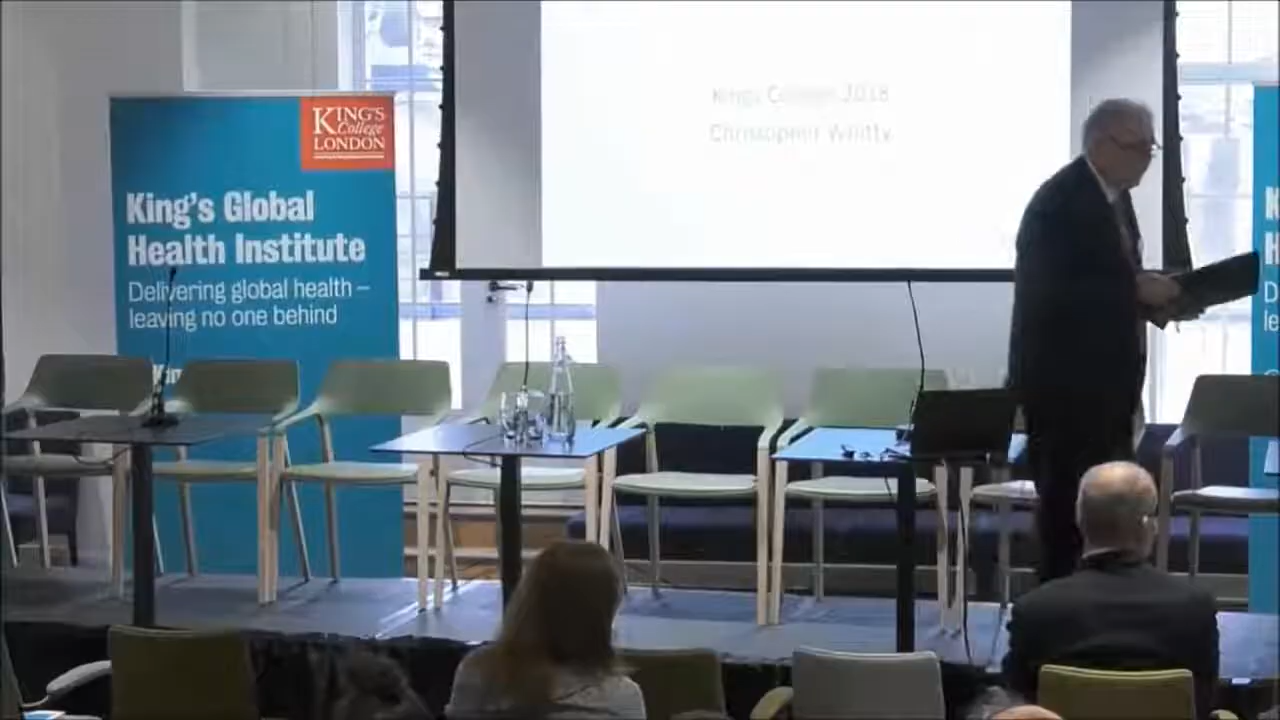 KING'S
College
LONDON
King's Global
Health Institute
Delivering global health –
leaving no one behind
Kings College 2018
Christopher Whitty